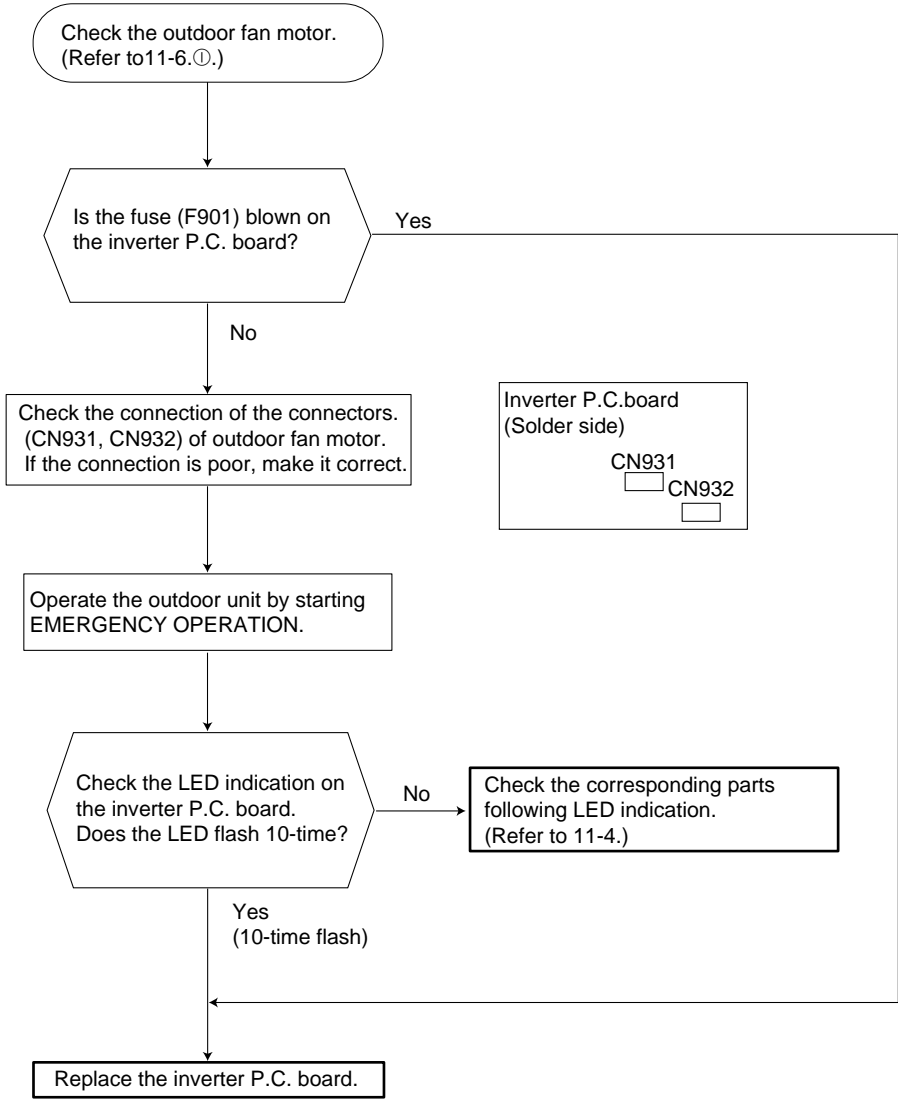 Check the outdoor fan motor.
(Refer to11-6.Ⓘ.)
Is the fuse (F901) blown on
the inverter P.C. board?
Yes
No
Check the connection of the connectors.
(CN931, CN932) of outdoor fan motor.
If the connection is poor, make it correct.
Inverter P.C.board
(Solder side)
CN931
CN932
Operate the outdoor unit by starting
EMERGENCY OPERATION.
Check the LED indication on
the inverter P.C. board.
Does the LED flash 10-time?
No
Check the corresponding parts
following LED indication.
(Refer to 11-4.)
Yes
(10-time flash)
Replace the inverter P.C. board.